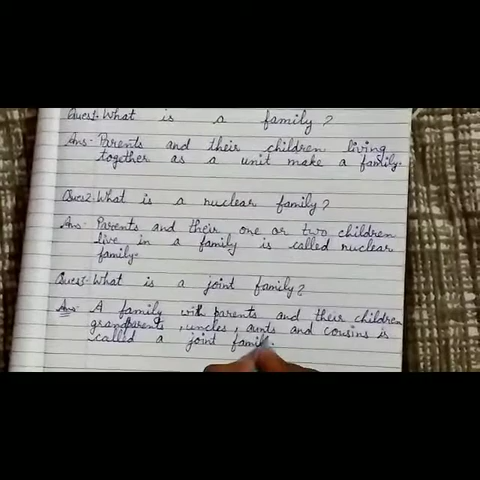 Ques1- What is a family?
Ans- Parents and their children living
together as a unit make a family.
Ques2- What is a nuclear family?
Ans- Parents and their one or two children
live in a family is called nuclear
family.
Ques3- What is a joint family?
Ans- A family with parents and their children
grandparents, uncles, aunts and cousins is
called a joint family.